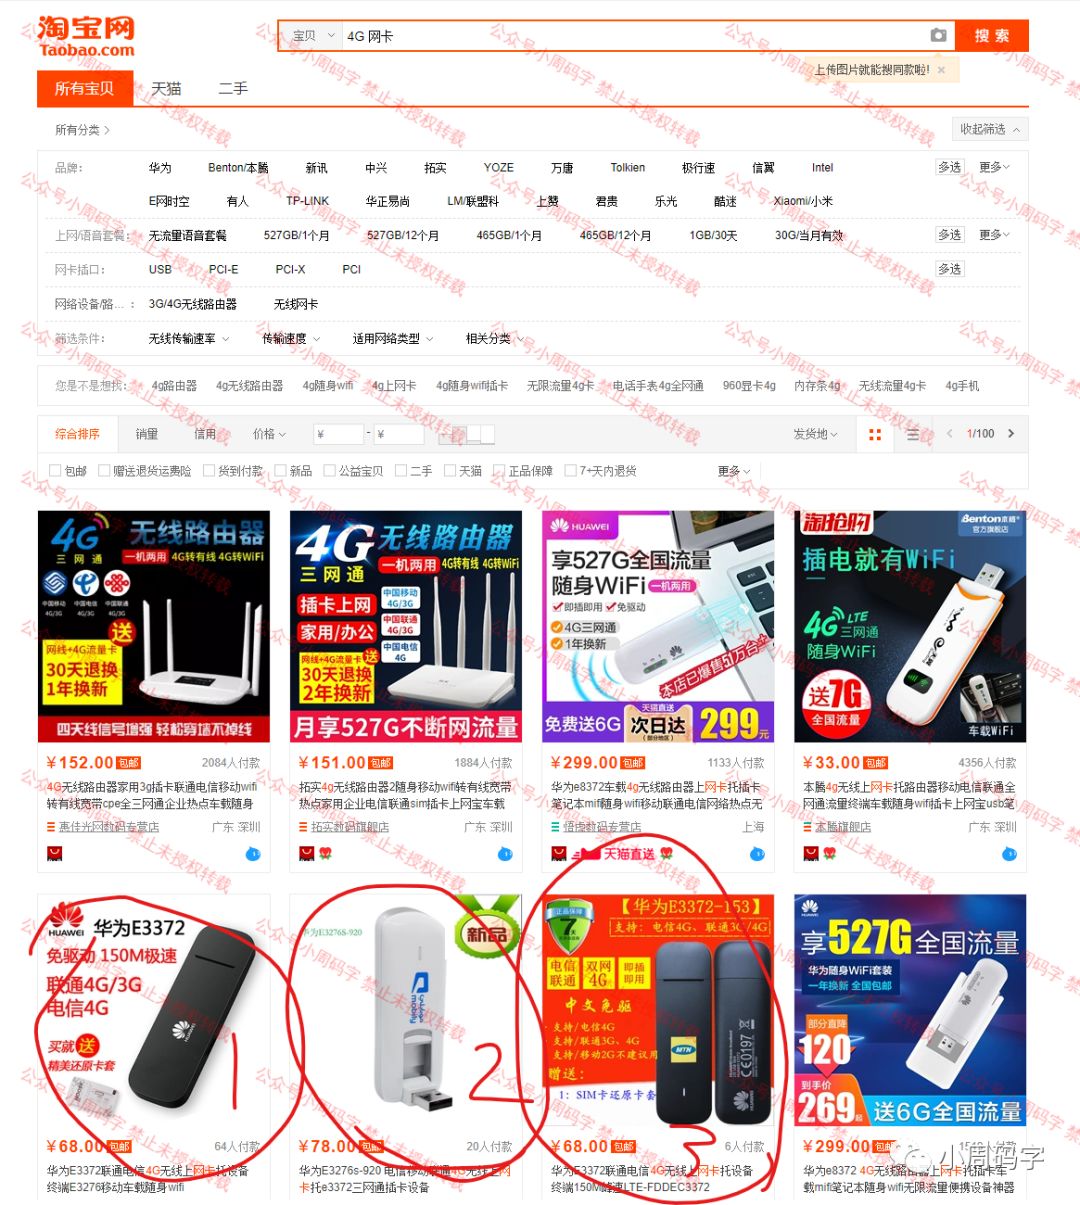 淘宝网
Taobao.com
宝贝
4G 网卡
搜 索
上传图片就能搜同款啦!
所有宝贝
天猫
二手
所有分类
收起筛选
品牌:
华为 Benton/本腾 新讯 中兴 拓实 YOZE 万唐 Tolkien 极行速 信翼 Intel 多选 更多
E网时空 有人 TP-LINK 华正易尚 LM/联盟科 上赞 君贵 乐光 酷迷 Xiaomi/小米
上网/语音套餐: 无流量语音套餐 527GB/1个月 527GB/12个月 465GB/1个月 465GB/12个月 1GB/30天 30G/当月有效 多选 更多
网卡插口: USB PCI-E PCI-X PCI 多选
网络设备/路... : 3G/4G无线路由器 无线网卡
筛选条件: 无线传输速率 传输速度 适用网络类型 相关分类
您是不是想找: 4g路由器 4g无线路由器 4g随身wifi 4g上网卡 4g随身wifi插卡 无限流量4g卡 电话手表4g全网通 960显卡4g 内存条4g 无线流量4g卡 4g手机
综合排序 销量 信用 价格 ¥ - ¥ 发货地 1/100
包邮 赠送退货运费险 货到付款 新品 公益宝贝 二手 天猫 正品保障 7+天内退货 更多
4G 无线路由器
三网通 一机两用 4G转有线 4G转WiFi
中国移动 中国电信 中国联通
4G/3G 4G/3G 4G/3G
送
网线+4G流量卡
30天退换
1年换新
四天线信号增强 轻松穿墙不掉线
¥152.00 包邮 2084人付款
4g无线路由器家用3g插卡联通电信移动wifi
转有线宽带cpe全三网通企业热点车载随身
惠佳光网数码专营店 广东 深圳
4G 无线路由器
三网通 一机两用 4G转有线 4G转WiFi
插卡上网
家用/办公
中国移动
4G/3G
中国联通
4G/3G
中国电信
4G
网线+4G流量卡 送
30天退换
2年换新
月享527G不断网流量
¥151.00 包邮 1884人付款
拓实4g无线路由器2随身移动wif转有线宽带
热点家用企业电信联通sim插卡上网宝车载
拓实数码旗舰店 广东 深圳
HUAWEI
享527G全国流量
随身WiFi 一机两用
即插即用 免驱动
4G三网通
1年换新
本店已爆售1万台+
天猫直送
免费送6G 次日达 299元
(部分地区)
¥299.00 包邮 1133人付款
华为e8372车载4g无线路由器上网卡托插卡
笔记本mifi随身wifi移动联通电信网络热点无
悟虎数码专营店 上海
天猫直送
淘抢购
Benton本腾
官方旗舰店
插电就有WiFi
4G LTE
三网通
随身WiFi
送7G
全国流量
车载WiFi
¥33.00 包邮 4356人付款
本腾4g无线上网卡托路由器移动电信联通全
网通流量终端车载随身wifi插卡上网宝usb笔
本腾旗舰店 广东 深圳
HUAWEI 华为E3372
免驱动 150M极速
联通4G/3G
电信4G
买就送
精美还原卡套
1
¥68.00 包邮 64人付款
华为E3372联通电信4G无线上网卡托设备
终端E3276移动车载随身wifi
华为E3276S-920
新品
2
¥78.00 包邮 20人付款
华为E3276s-920 电信移动联通4G无线上网
卡托e3372三网通插卡设备
正品保障
7
天
【华为E3372-153】
支持: 电信4G、联通3G/4G
电信
联通
双网
4G
即插
即用
中文免驱
支持/电信4G
支持/联通3G、4G
支持/移动2G不建议用
赠送:
1: SIM卡还原卡套
MTN
CE0197
HUAWEI
3
¥68.00 包邮 6人付款
华为E3372联通电信4G无线上网卡托设备
终端150M峰速LTE-FDDEC3372
HUAWEI
享527G全国流量
华为随身WiFi套装
一年换新 全国包邮
部分直降
120
到手价
269起 送6G全国流量
¥299.00 包邮
华为e8372 4G无线路由器上网卡托插卡车
载mifi笔记本随身wifi无限流量便携设备神器
小周码字
公众号小周码字 禁止未授权转载